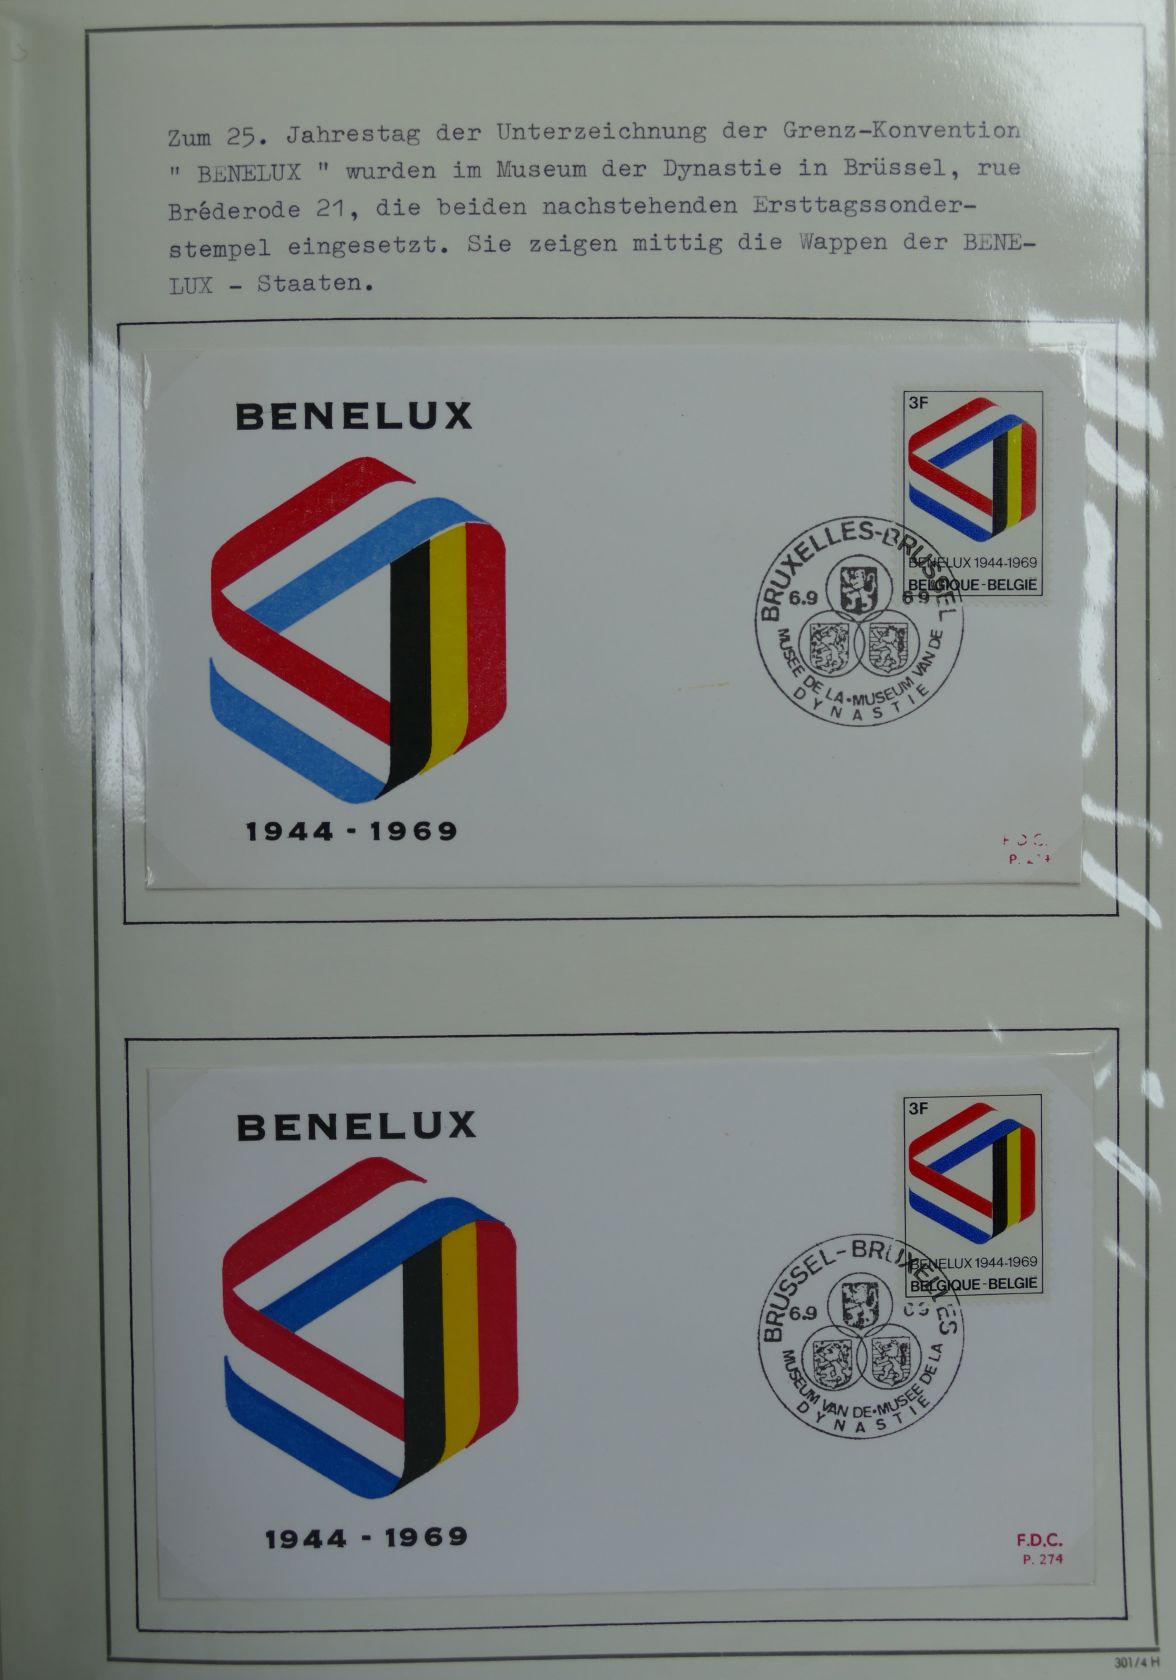 Zum 25. Jahrestag der Unterzeichnung der Grenz-Konvention
" BENELUX " wurden im Museum der Dynastie in Brüssel, rue
Bréderode 21, die beiden nachstehenden Ersttagssonder-
stempel eingesetzt. Sie zeigen mittig die Wappen der BENE-
LUX - Staaten.
BENELUX
1944 - 1969
3F
BENELUX 1944-1969
BELGIQUE-BELGIE
BRUXELLES-BRUSSEL
6.9 69
MUSEE DE LA•MUSEUM VAN DE
DYNASTIE
F.D.C.
BENELUX
1944 - 1969
3F
BENELUX 1944-1969
BELGIQUE-BELGIE
BRUSSEL-BRUXELLES
6.9
MUSEUM VAN DE•MUSEE DE LA
DYNASTIE
F.D.C.
P. 274
301/4 H